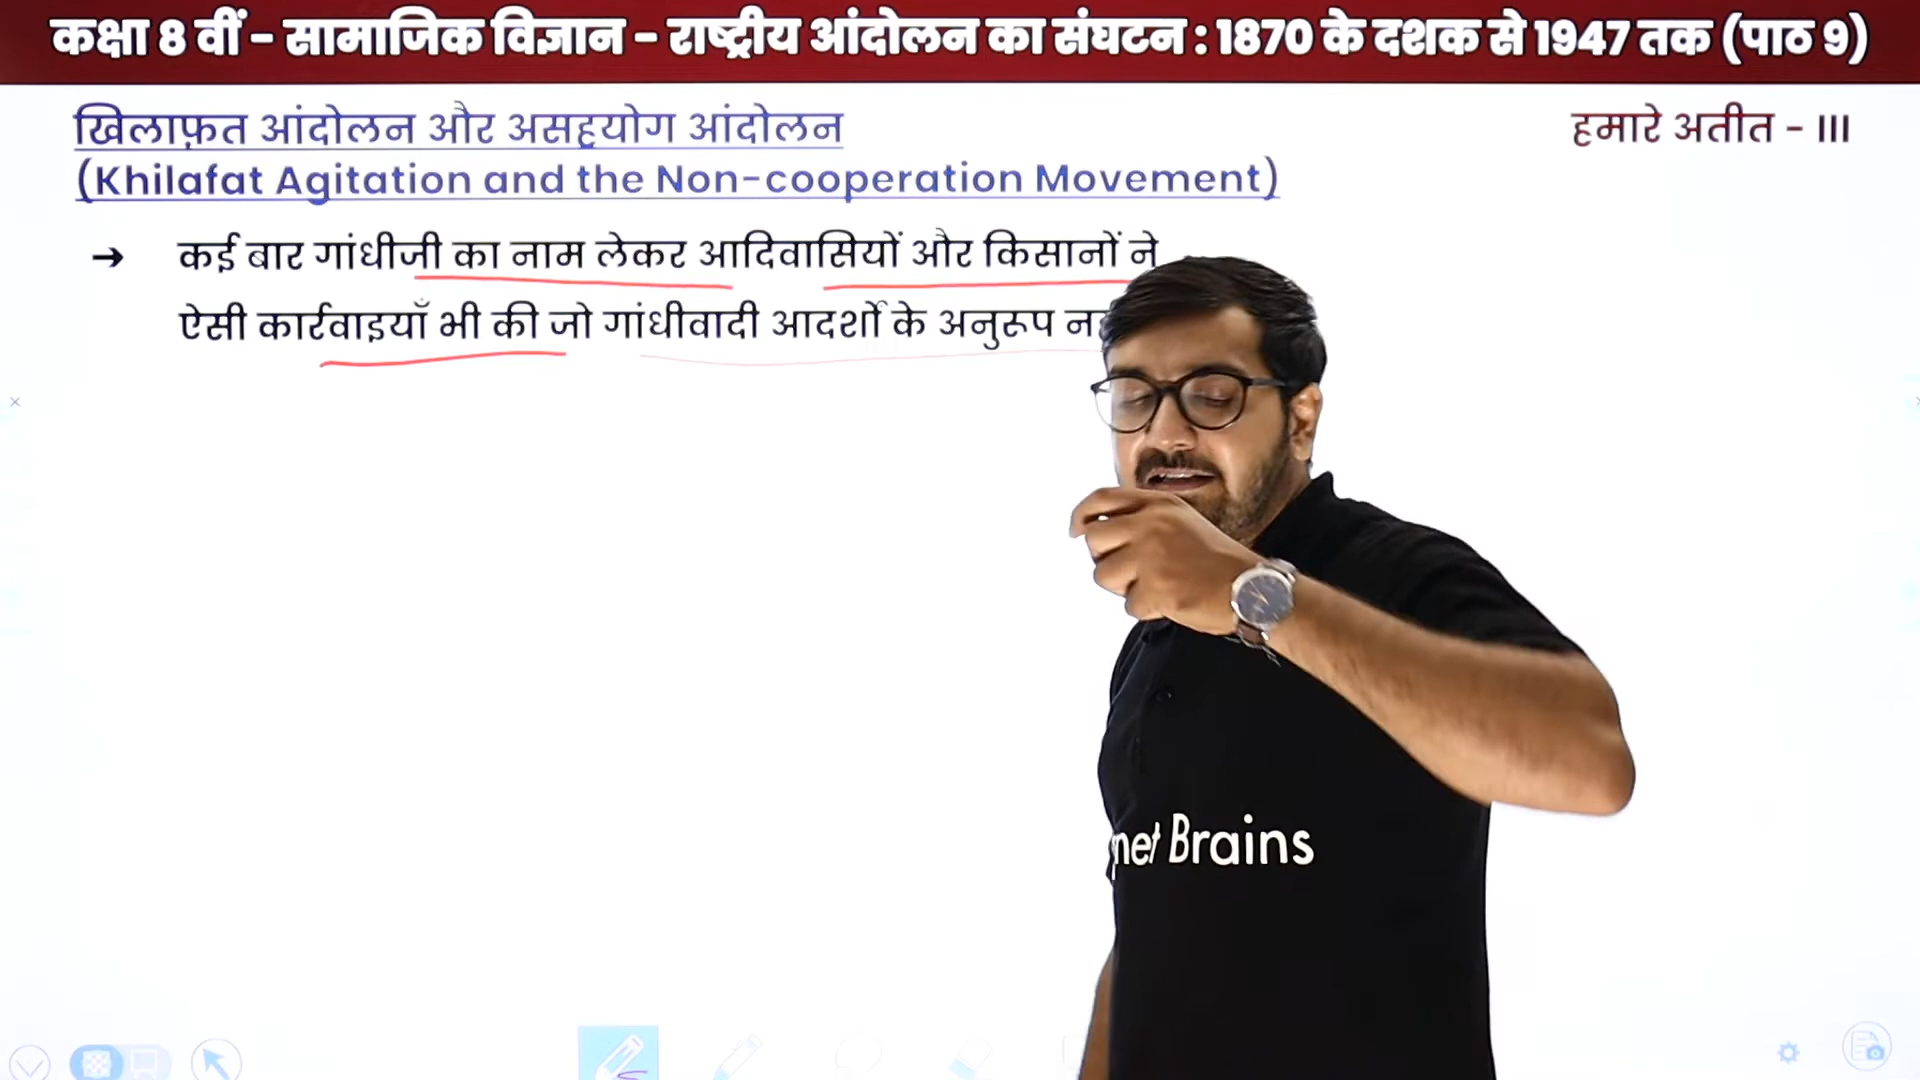 कक्षा 8 वीं - सामाजिक विज्ञान - राष्ट्रीय आंदोलन का संघटन : 1870 के दशक से 1947 तक (पाठ 9)
खिलाफ़त आंदोलन और असहयोग आंदोलन
हमारे अतीत - III
(Khilafat Agitation and the Non-cooperation Movement)
→ कई बार गांधीजी का नाम लेकर आदिवासियों और किसानों ने
ऐसी कार्रवाइयाँ भी की जो गांधीवादी आदर्शों के अनुरूप
Brains